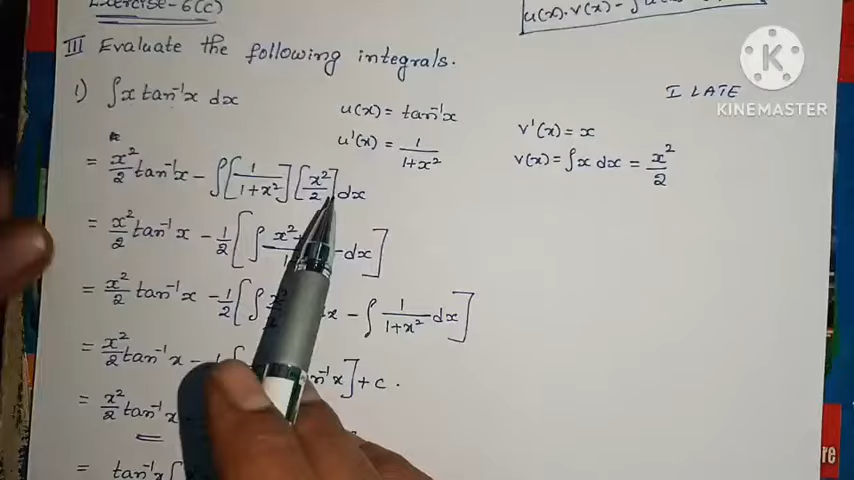 Exercise-6(c)
u(x).v(x) - ∫
III Evaluate the following integrals.
1) ∫x tan⁻¹x dx
u(x) = tan⁻¹x
u'(x) = 1/(1+x²)
v'(x) = x
v(x) = ∫x dx = x²/2
I LATE
K
KINEMASTER
= x²/2 tan⁻¹x - ∫[1/(1+x²)] [x²/2] dx
= x²/2 tan⁻¹x - 1/2 [∫ x² dx]
= x²/2 tan⁻¹x - 1/2 [∫ - ∫ 1/(1+x²) dx]
= x²/2 tan⁻¹x - x] + c.
= x²/2 tan⁻¹x
= tan⁻¹x [